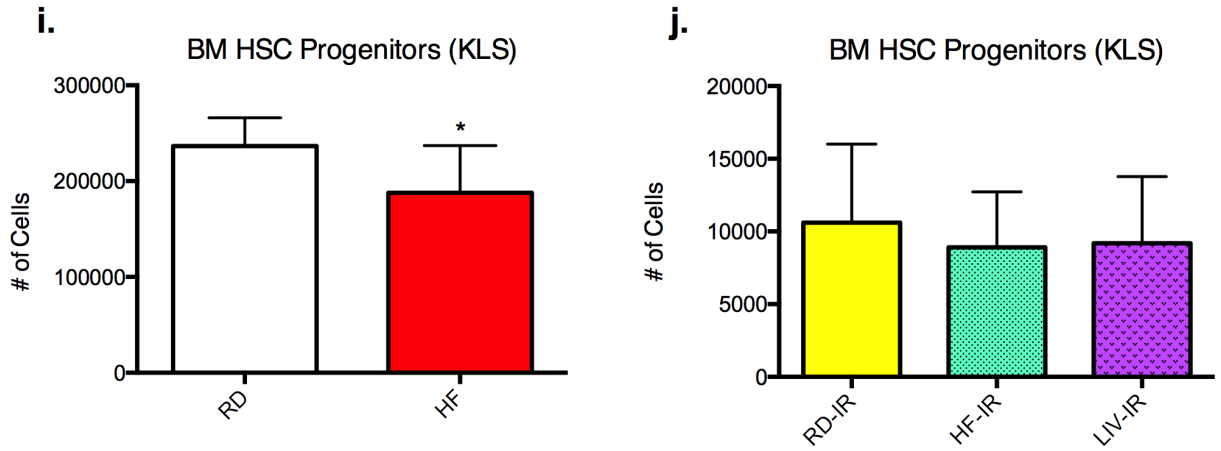 i.
BM HSC Progenitors (KLS)
# of Cells
300000
200000
100000
0
*
RD
HF
j.
BM HSC Progenitors (KLS)
# of Cells
20000
15000
10000
5000
0
RD-IR
HF-IR
LIV-IR